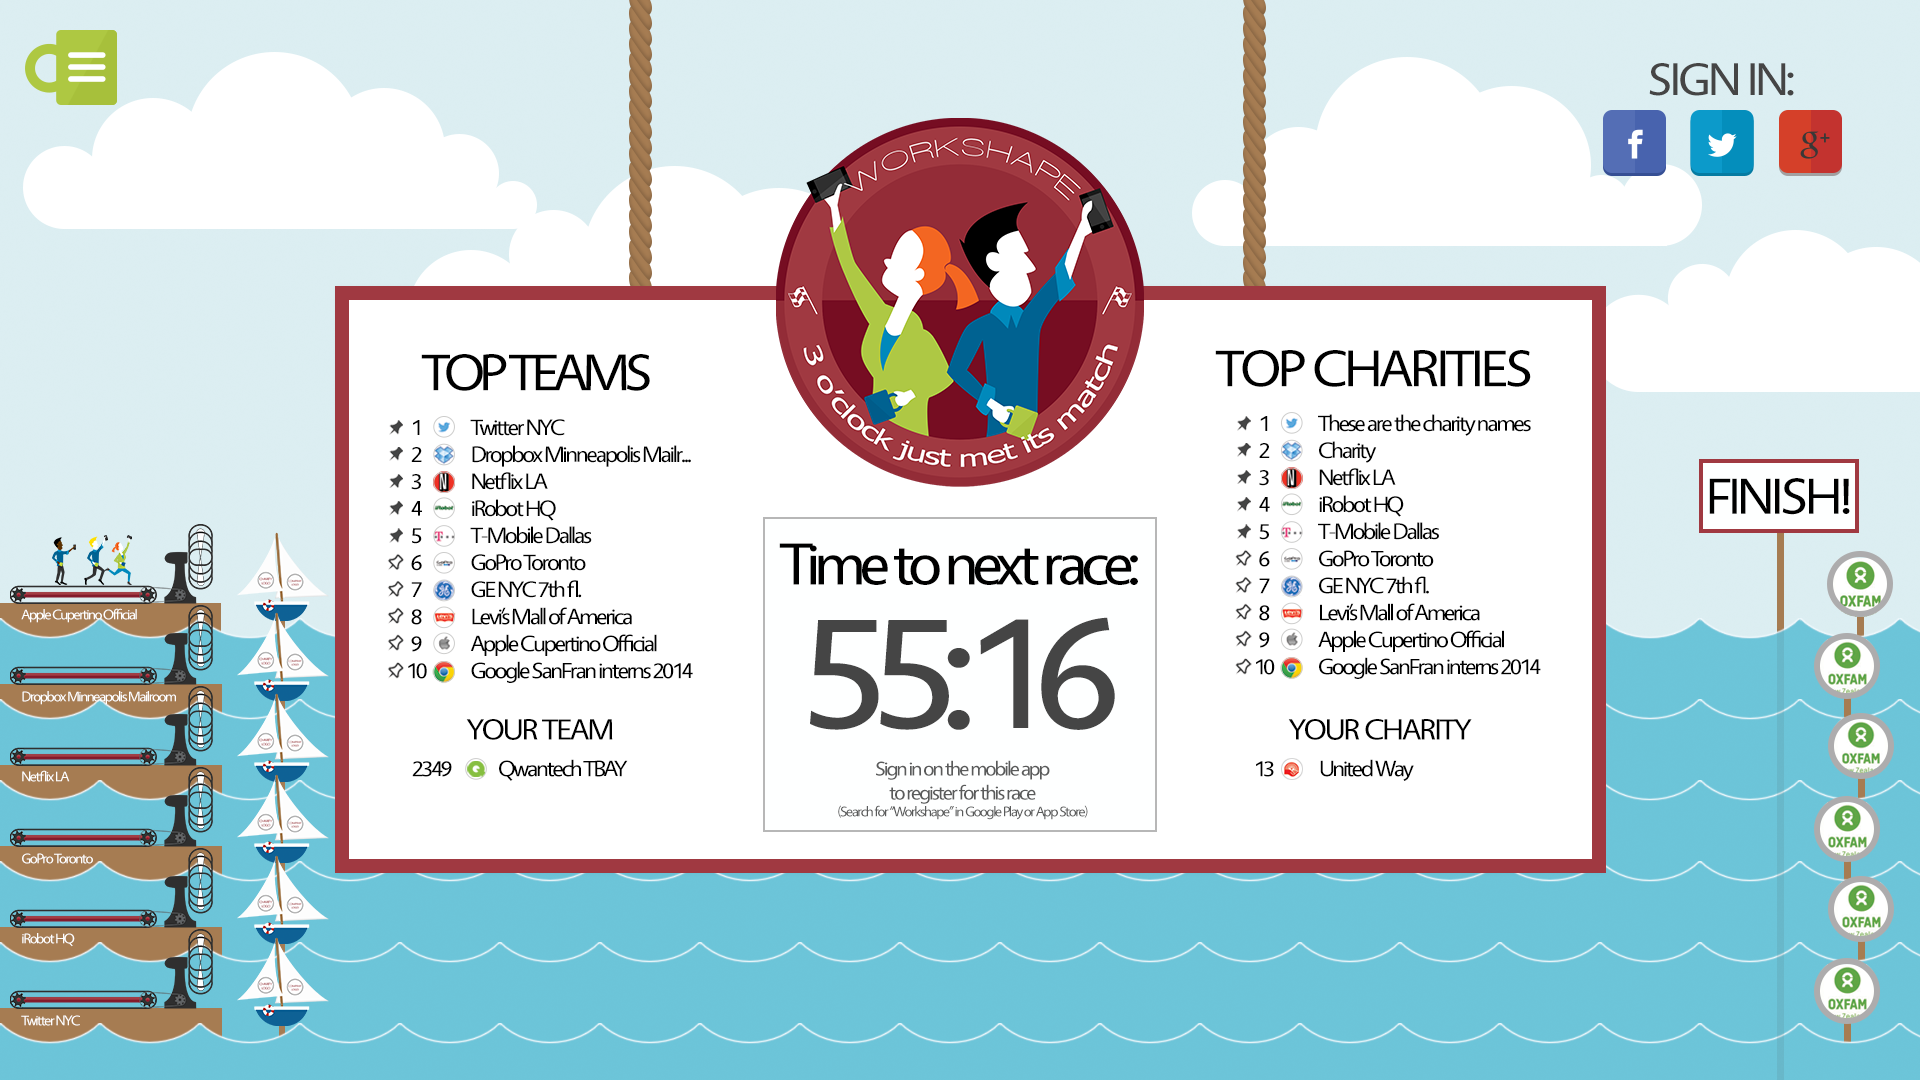 SIGN IN:
f
g+
WORKSHAPE
3 o'clock just met its match
TOP TEAMS
1 Twitter NYC
2 Dropbox Minneapolis Mailr...
3 Netflix LA
4 iRobot HQ
5 T-Mobile Dallas
6 GoPro Toronto
7 GE NYC 7th fl.
8 Levi's Mall of America
9 Apple Cupertino Official
10 Google SanFran interns 2014
YOUR TEAM
2349 Qwantech TBAY
Time to next race:
55:16
Sign in on the mobile app
to register for this race
(Search for "Workshape" in Google Play or App Store)
TOP CHARITIES
1 These are the charity names
2 Charity
3 Netflix LA
4 iRobot HQ
5 T-Mobile Dallas
6 GoPro Toronto
7 GE NYC 7th fl.
8 Levi's Mall of America
9 Apple Cupertino Official
10 Google SanFran interns 2014
YOUR CHARITY
13 United Way
FINISH!
Apple Cupertino Official
Dropbox Minneapolis Mailroom
Netflix LA
GoPro Toronto
iRobot HQ
Twitter NYC
OXFAM
OXFAM
OXFAM
OXFAM
OXFAM
OXFAM